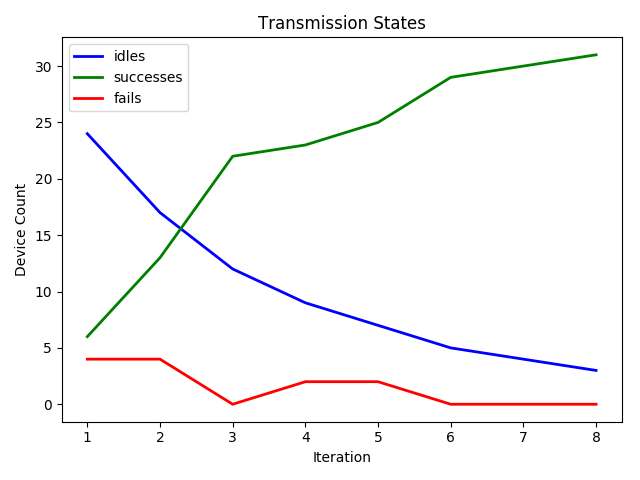 Transmission States
idles
successes
fails
Device Count
30
25
20
15
10
5
0
1 2 3 4 5 6 7 8
Iteration